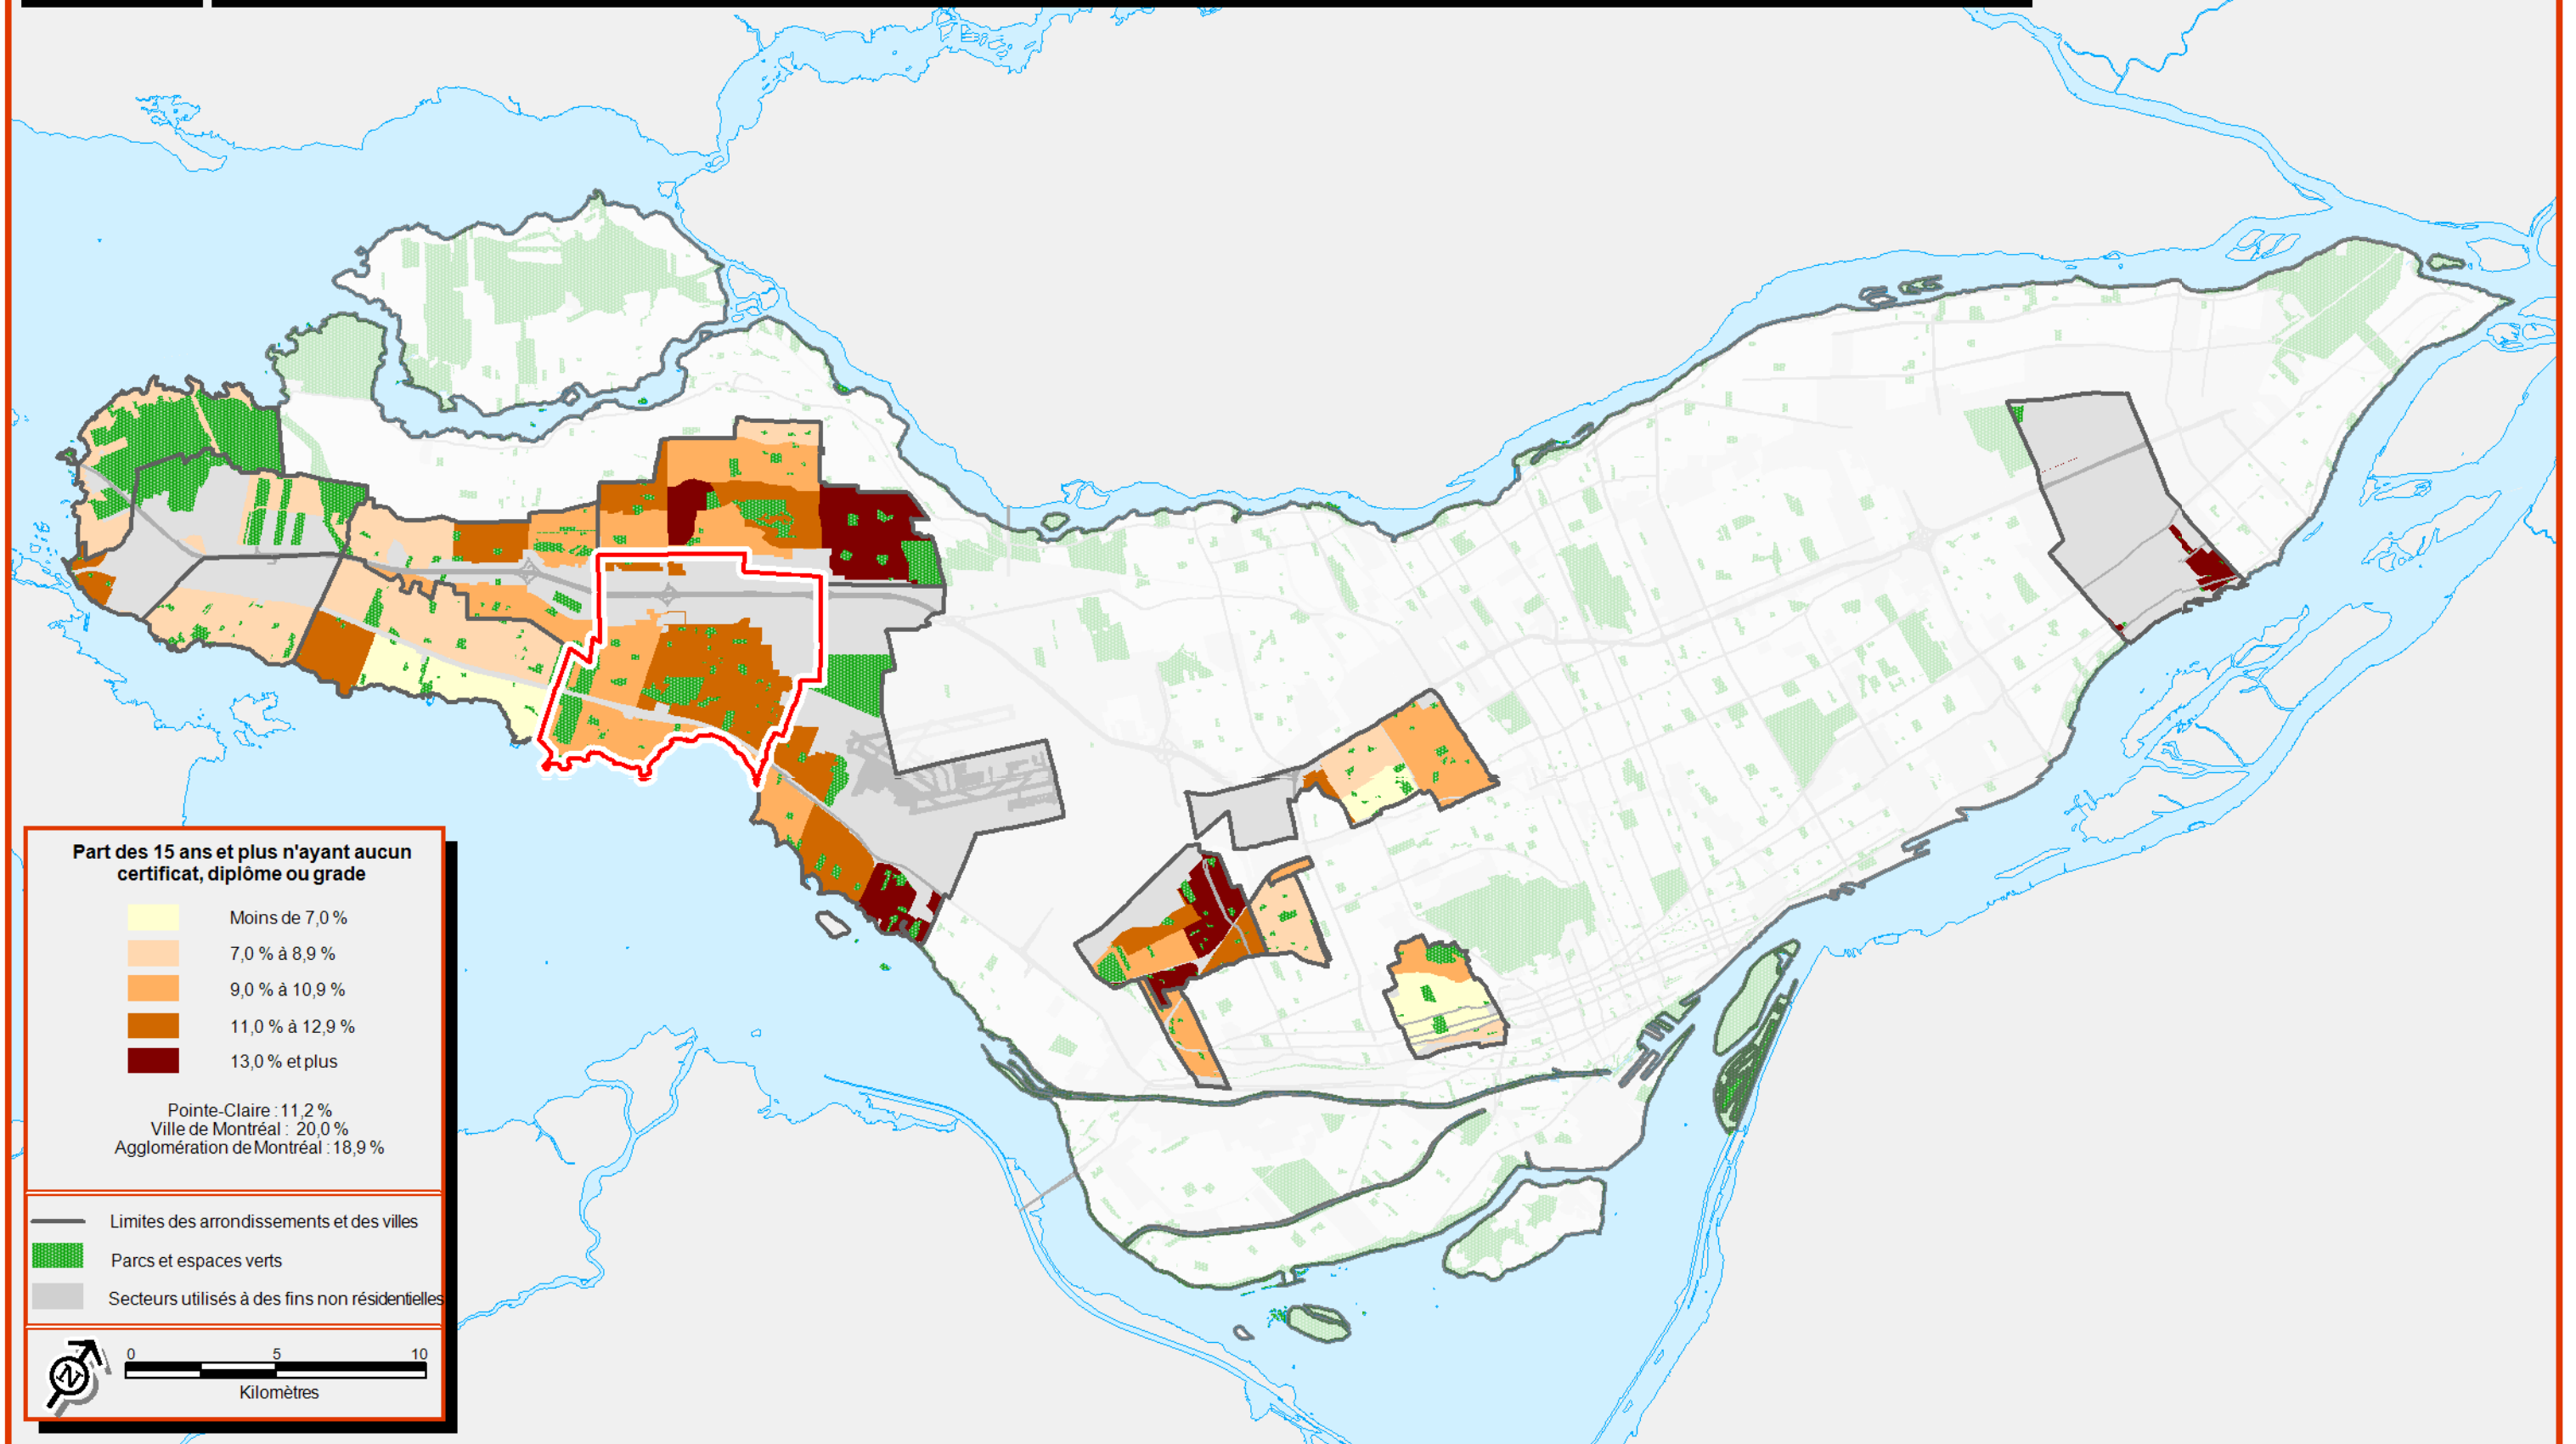 Part des 15 ans et plus n'ayant aucun
certificat, diplôme ou grade
Moins de 7,0 %
7,0 % à 8,9 %
9,0 % à 10,9 %
11,0 % à 12,9 %
13,0 % et plus
Pointe-Claire : 11,2 %
Ville de Montréal : 20,0 %
Agglomération de Montréal : 18,9 %
Limites des arrondissements et des villes
Parcs et espaces verts
Secteurs utilisés à des fins non résidentielles
N
0 5 10
Kilomètres